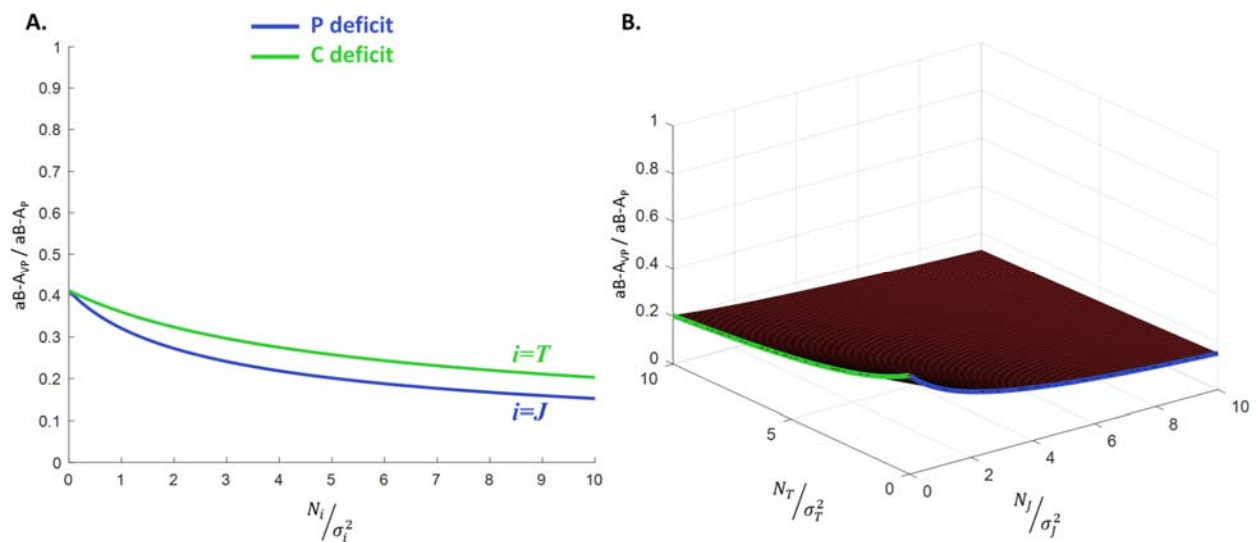 A.
P deficit
C deficit
1
0.9
0.8
0.7
0.6
0.5
0.4
0.3
0.2
0.1
0
aB-A_VP / aB-A_P
i=T
i=J
0 1 2 3 4 5 6 7 8 9 10
N_i/σ_i^2
B.
1
0.8
0.6
0.4
0.2
0
aB-A_VP / aB-A_P
10
5
0
N_T/σ_T^2
0
2
4
6
8
10
N_J/σ_J^2